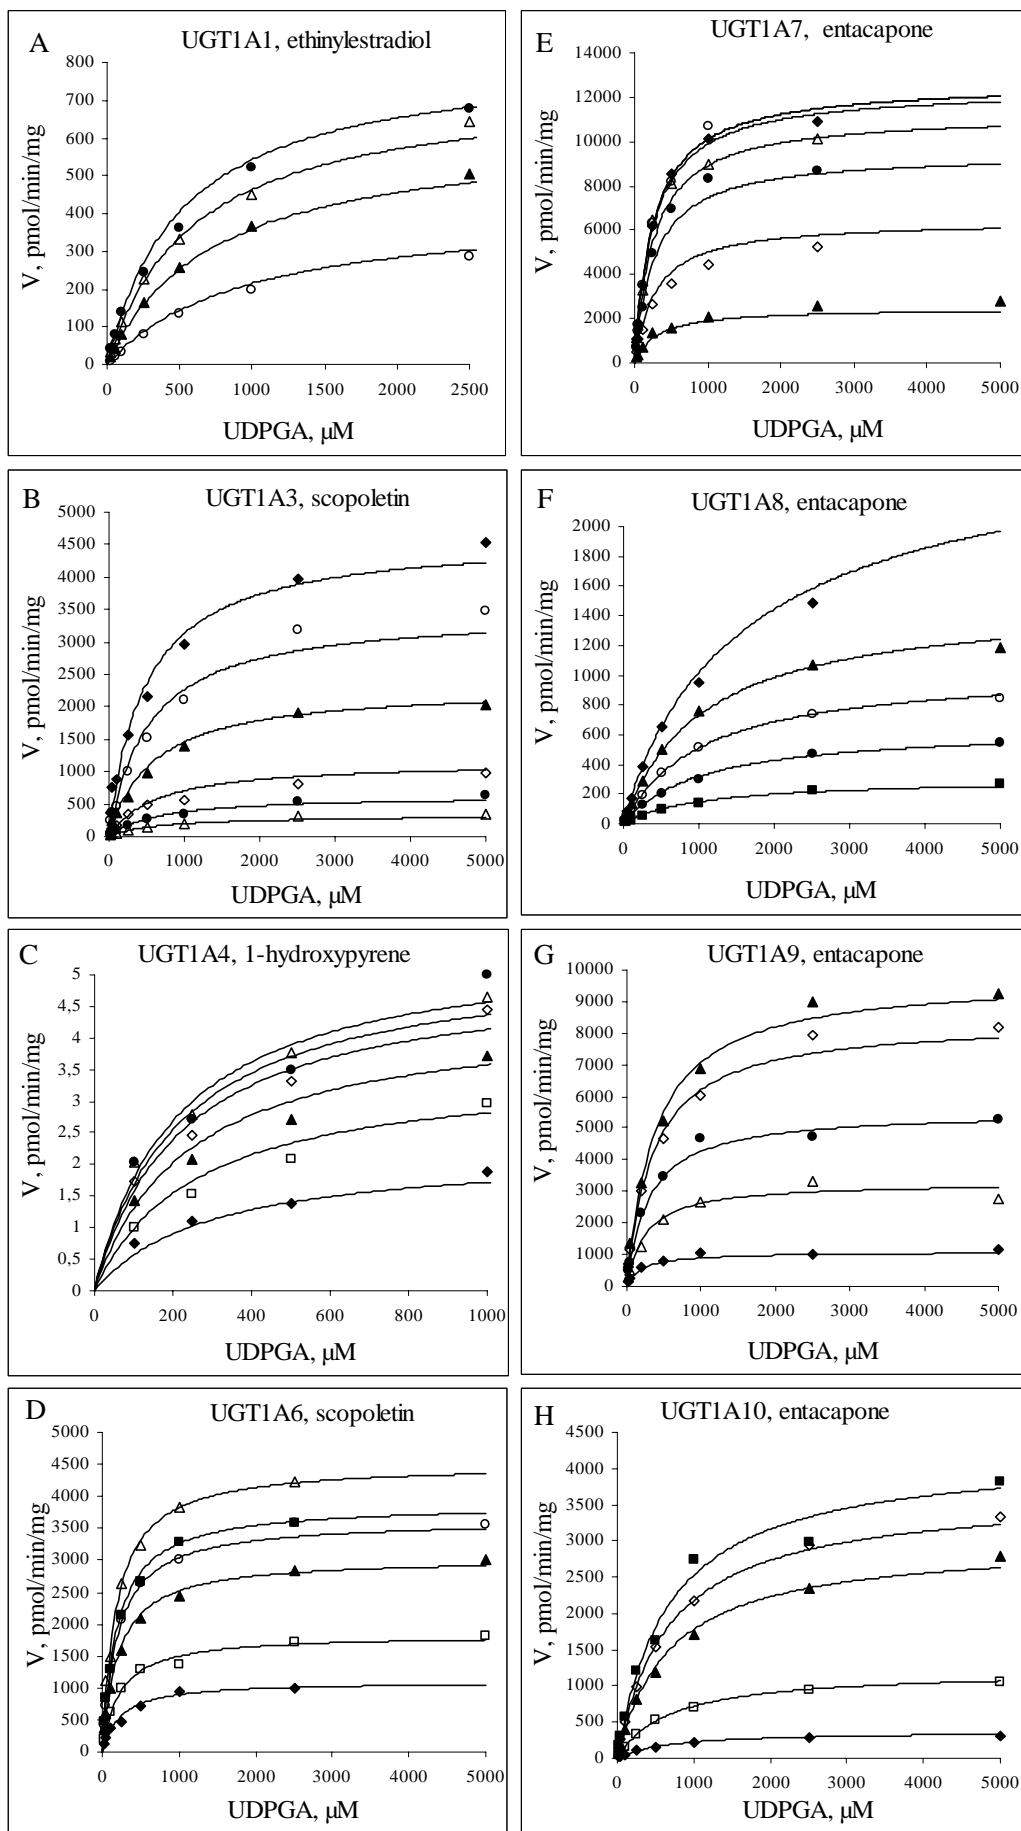 A
UGT1A1, ethinylestradiol
800
700
600
500
400
300
200
100
0
V, pmol/min/mg
0 500 1000 1500 2000 2500
UDPGA, µM
B
UGT1A3, scopoletin
5000
4500
4000
3500
3000
2500
2000
1500
1000
500
0
V, pmol/min/mg
0 1000 2000 3000 4000 5000
UDPGA, µM
C
UGT1A4, 1-hydroxypyrene
5
4,5
4
3,5
3
2,5
2
1,5
1
0,5
0
V, pmol/min/mg
0 200 400 600 800 1000
UDPGA, µM
D
UGT1A6, scopoletin
5000
4500
4000
3500
3000
2500
2000
1500
1000
500
0
V, pmol/min/mg
0 1000 2000 3000 4000 5000
UDPGA, µM
E
UGT1A7, entacapone
14000
12000
10000
8000
6000
4000
2000
0
V, pmol/min/mg
0 1000 2000 3000 4000 5000
UDPGA, µM
F
UGT1A8, entacapone
2000
1800
1600
1400
1200
1000
800
600
400
200
0
V, pmol/min/mg
0 1000 2000 3000 4000 5000
UDPGA, µM
G
UGT1A9, entacapone
10000
9000
8000
7000
6000
5000
4000
3000
2000
1000
0
V, pmol/min/mg
0 1000 2000 3000 4000 5000
UDPGA, µM
H
UGT1A10, entacapone
4500
4000
3500
3000
2500
2000
1500
1000
500
0
V, pmol/min/mg
0 1000 2000 3000 4000 5000
UDPGA, µM